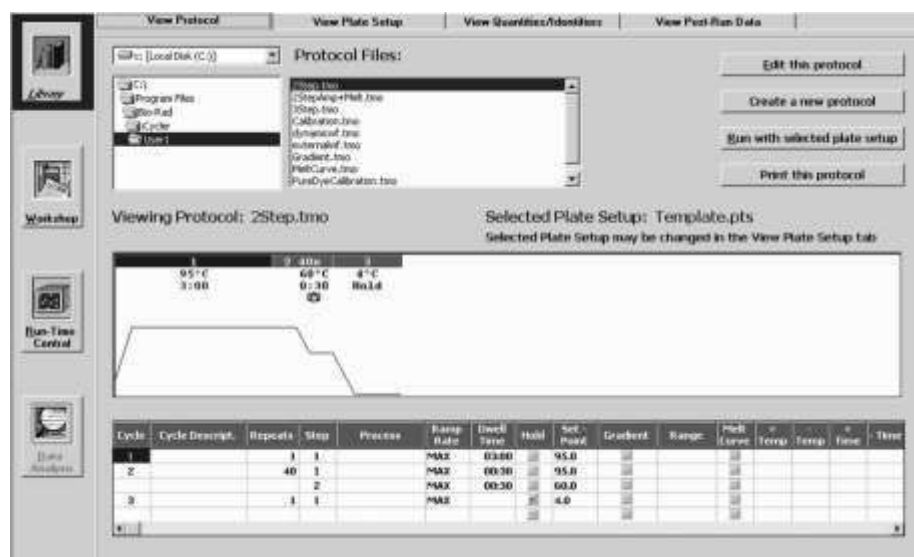 View Protocol
View Plate Setup
View Quantities/Identifiers
View Post-Run Data
Library
Workshop
Run-Time Central
Data Analysis
c: [Local Disk (C:)]
C:\
Program Files
Bio-Rad
iCycler
User1
Protocol Files:
2Step.tmo
2StepAmp+Melt.tmo
3Step.tmo
Calibration.tmo
dynamicwf.tmo
externalwf.tmo
Gradient.tmo
MeltCurve.tmo
PureDyeCalibration.tmo
Edit this protocol
Create a new protocol
Run with selected plate setup
Print this protocol
Viewing Protocol: 2Step.tmo
Selected Plate Setup: Template.pts
Selected Plate Setup may be changed in the View Plate Setup tab
1 2 40x 3
95°C 60°C 4°C
3:00 0:30 Hold
Cycle Cycle Descript. Repeats Step Process Ramp Rate Dwell Time Hold Set Point Gradient Range Melt Curve + Temp - Temp + Time - Time
1 1 1 MAX 03:00 95.0
2 40 1 MAX 00:30 95.0
2 MAX 00:30 60.0
3 1 1 MAX 4.0